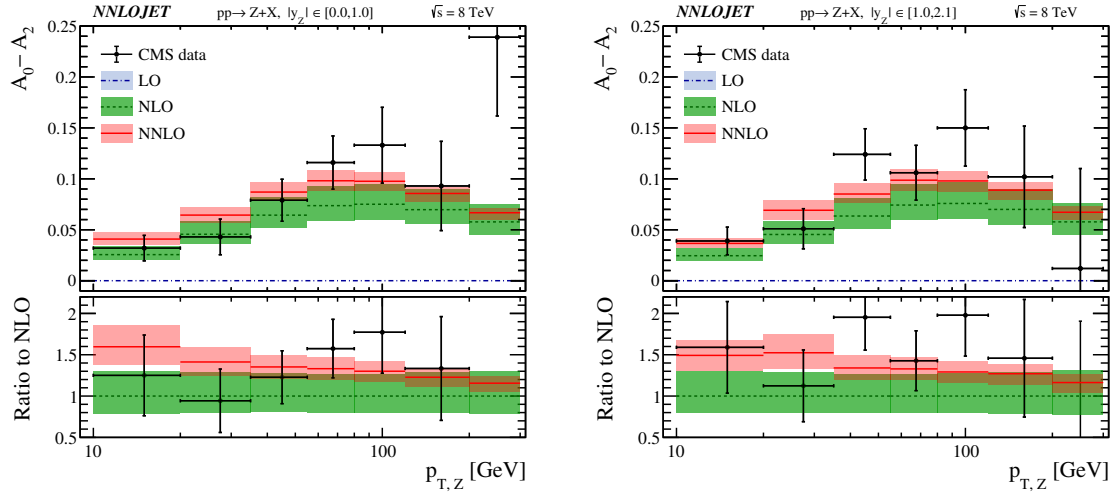 NNLOJET pp→ Z+X, |y_Z| ∈ [0.0,1.0] √s = 8 TeV
A₀− A₂
0.25
0.2
0.15
0.1
0.05
0
CMS data
LO
NLO
NNLO
Ratio to NLO
2
1.5
1
0.5
10 100
p_T, Z [GeV]
NNLOJET pp→ Z+X, |y_Z| ∈ [1.0,2.1] √s = 8 TeV
A₀− A₂
0.25
0.2
0.15
0.1
0.05
0
CMS data
LO
NLO
NNLO
Ratio to NLO
2
1.5
1
0.5
10 100
p_T, Z [GeV]